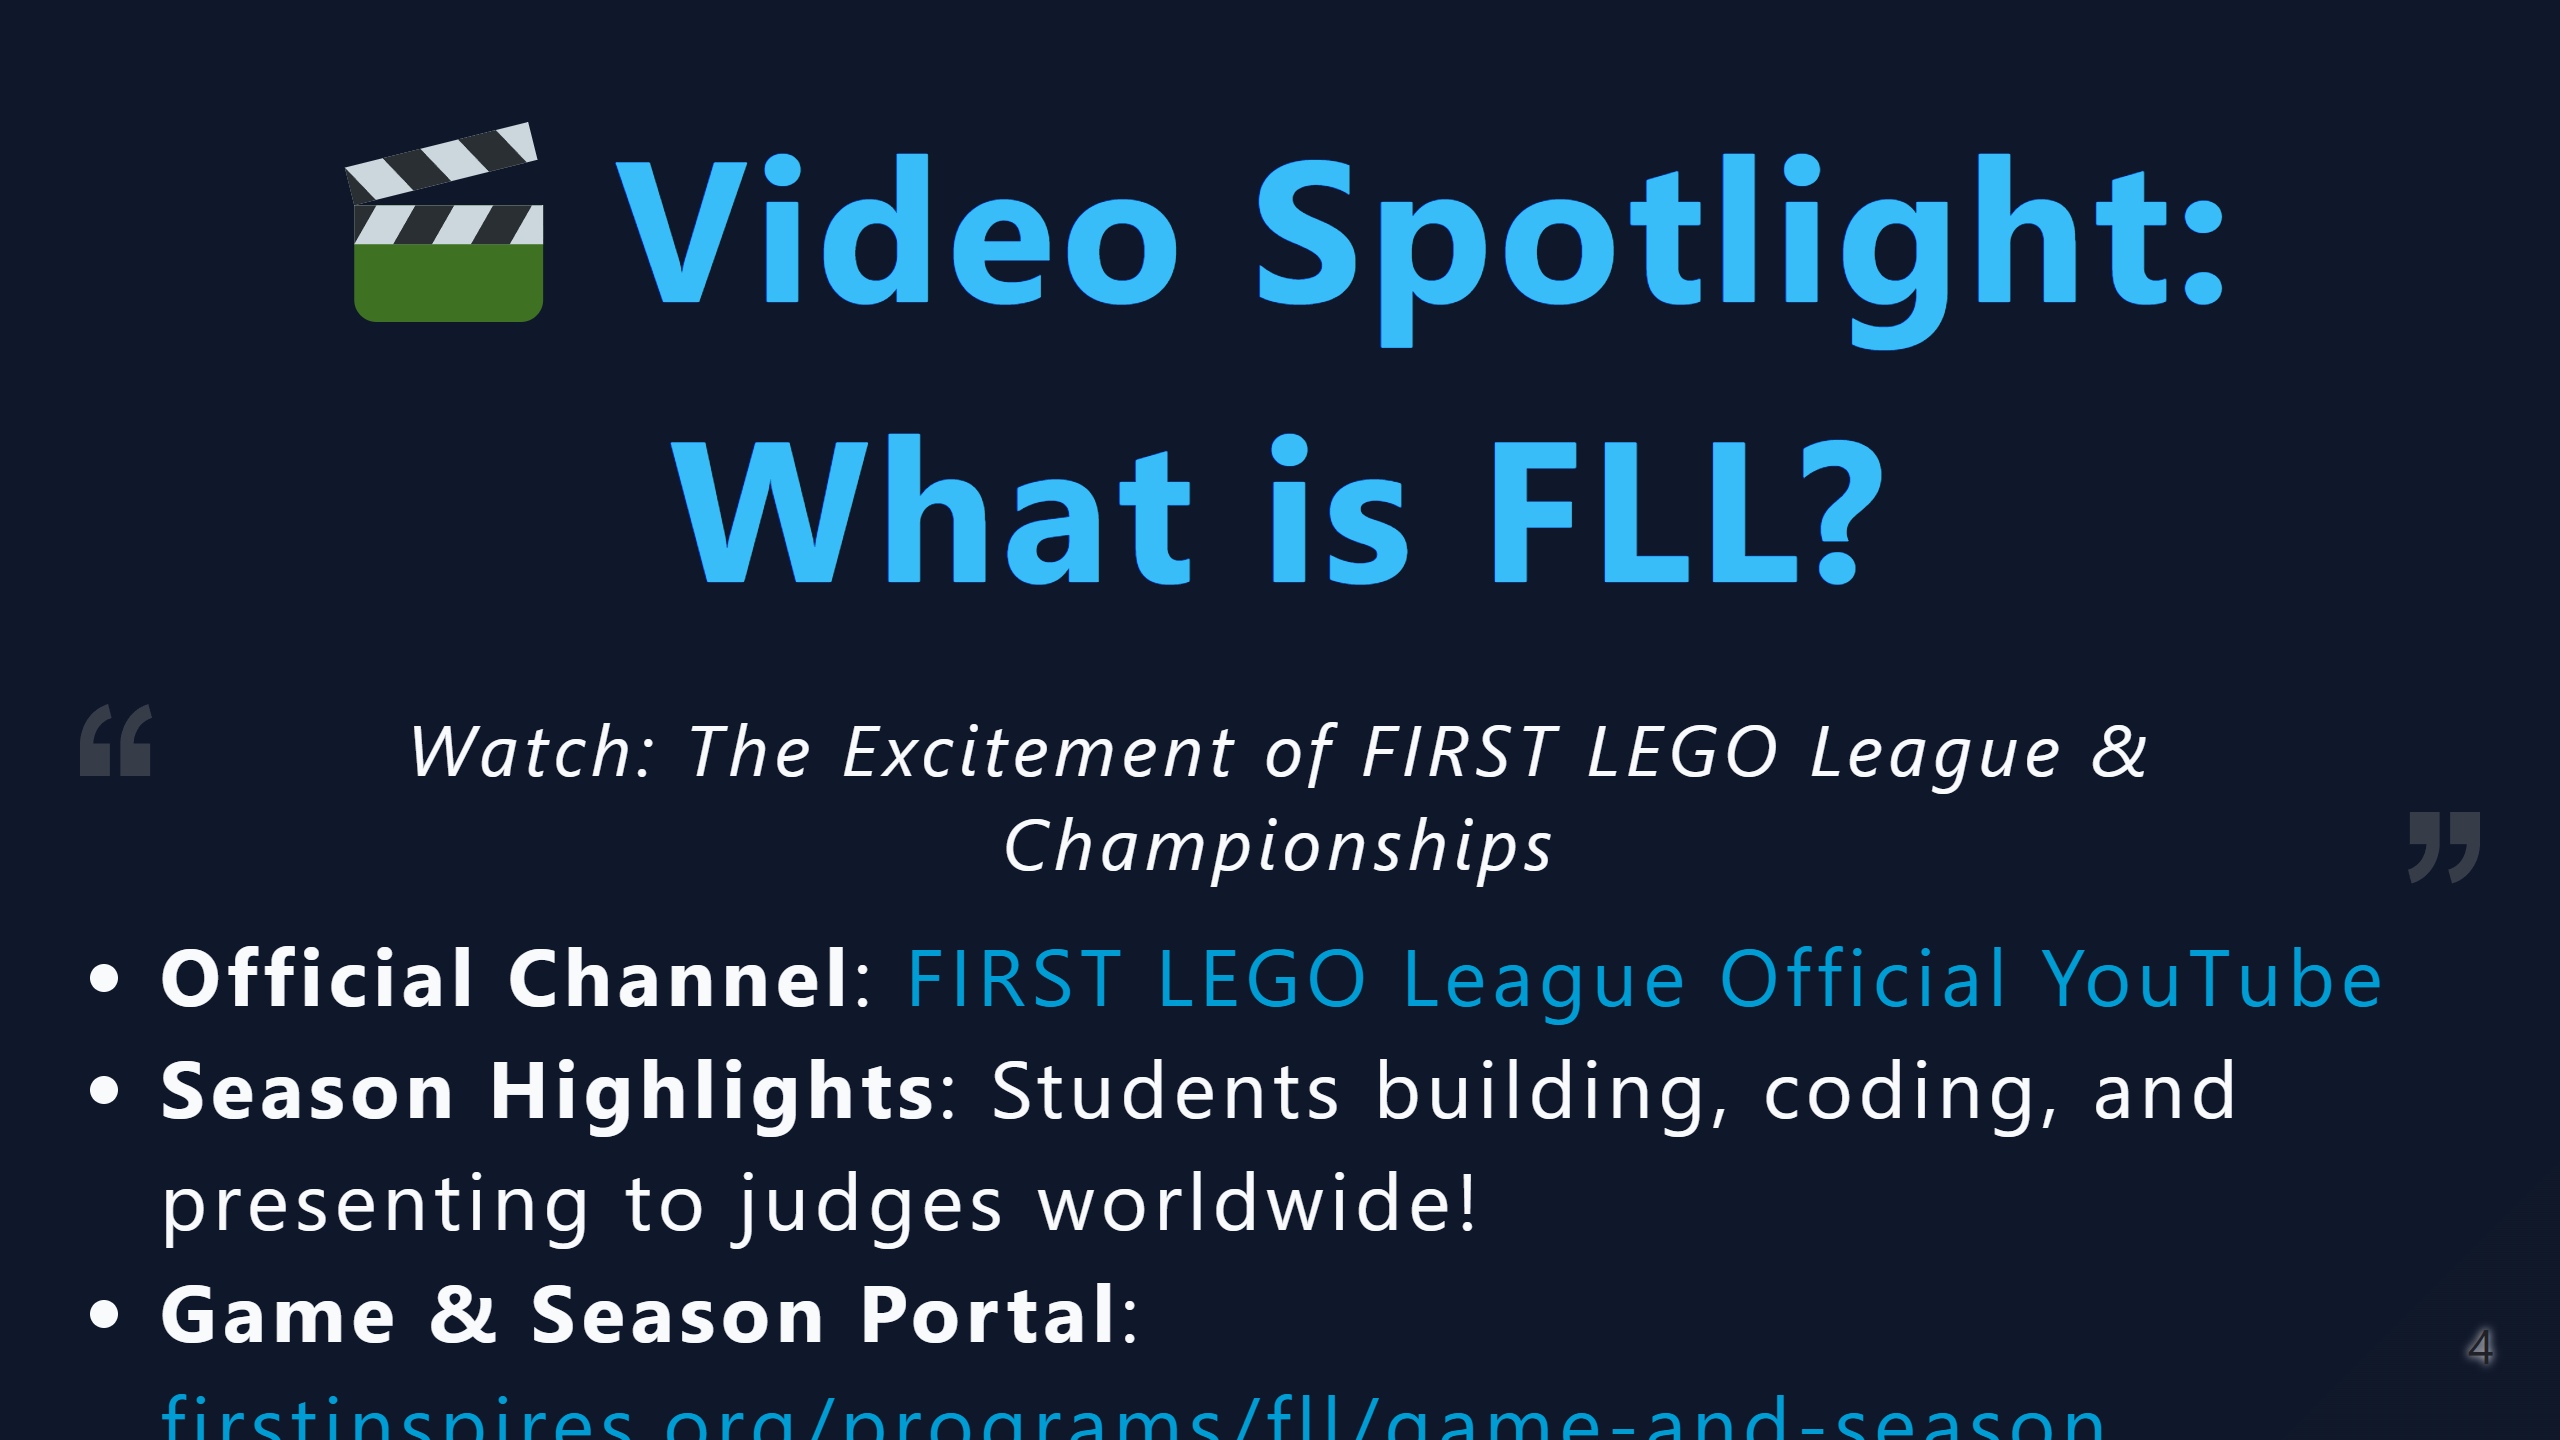 Video Spotlight:
What is FLL?
“
Watch: The Excitement of FIRST LEGO League &
Championships
”
• Official Channel: FIRST LEGO League Official YouTube
• Season Highlights: Students building, coding, and
presenting to judges worldwide!
• Game & Season Portal:
firstinspires.org/programs/fll/game-and-season
4